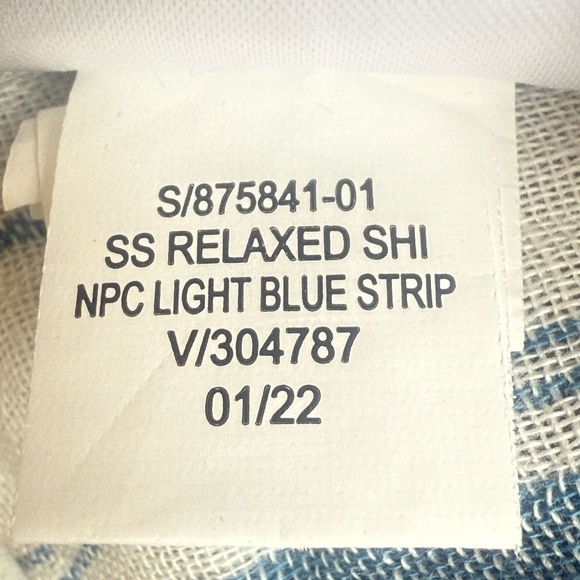 S/875841-01
SS RELAXED SHI
NPC LIGHT BLUE STRIP
V/304787
01/22